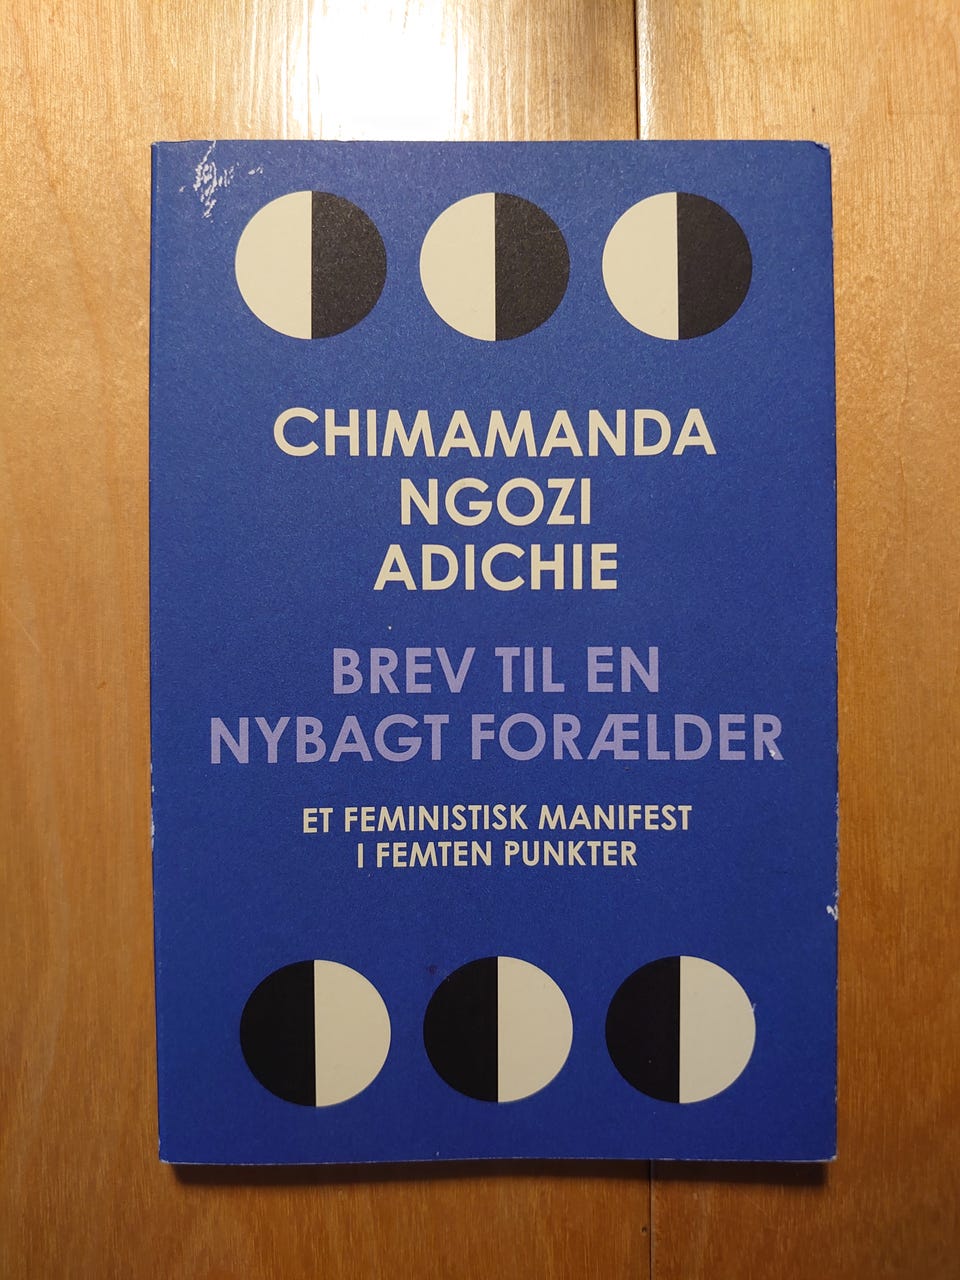 CHIMAMANDA
NGOZI
ADICHIE
BREV TIL EN
NYBAGT FORÆLDER
ET FEMINISTISK MANIFEST
I FEMTEN PUNKTER